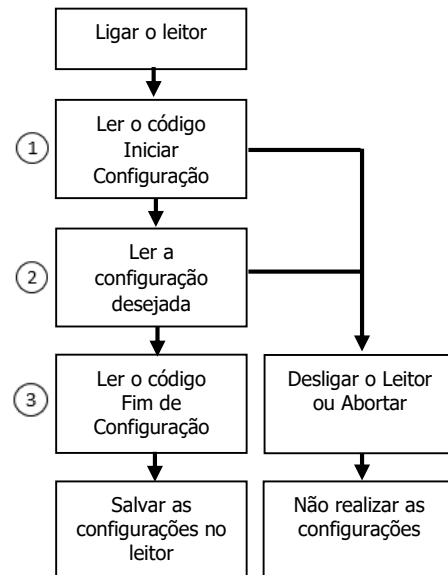 Ligar o leitor
1
Ler o código
Iniciar
Configuração
2
Ler a
configuração
desejada
3
Ler o código
Fim de
Configuração
Desligar o Leitor
ou Abortar
Salvar as
configurações no
leitor
Não realizar as
configurações